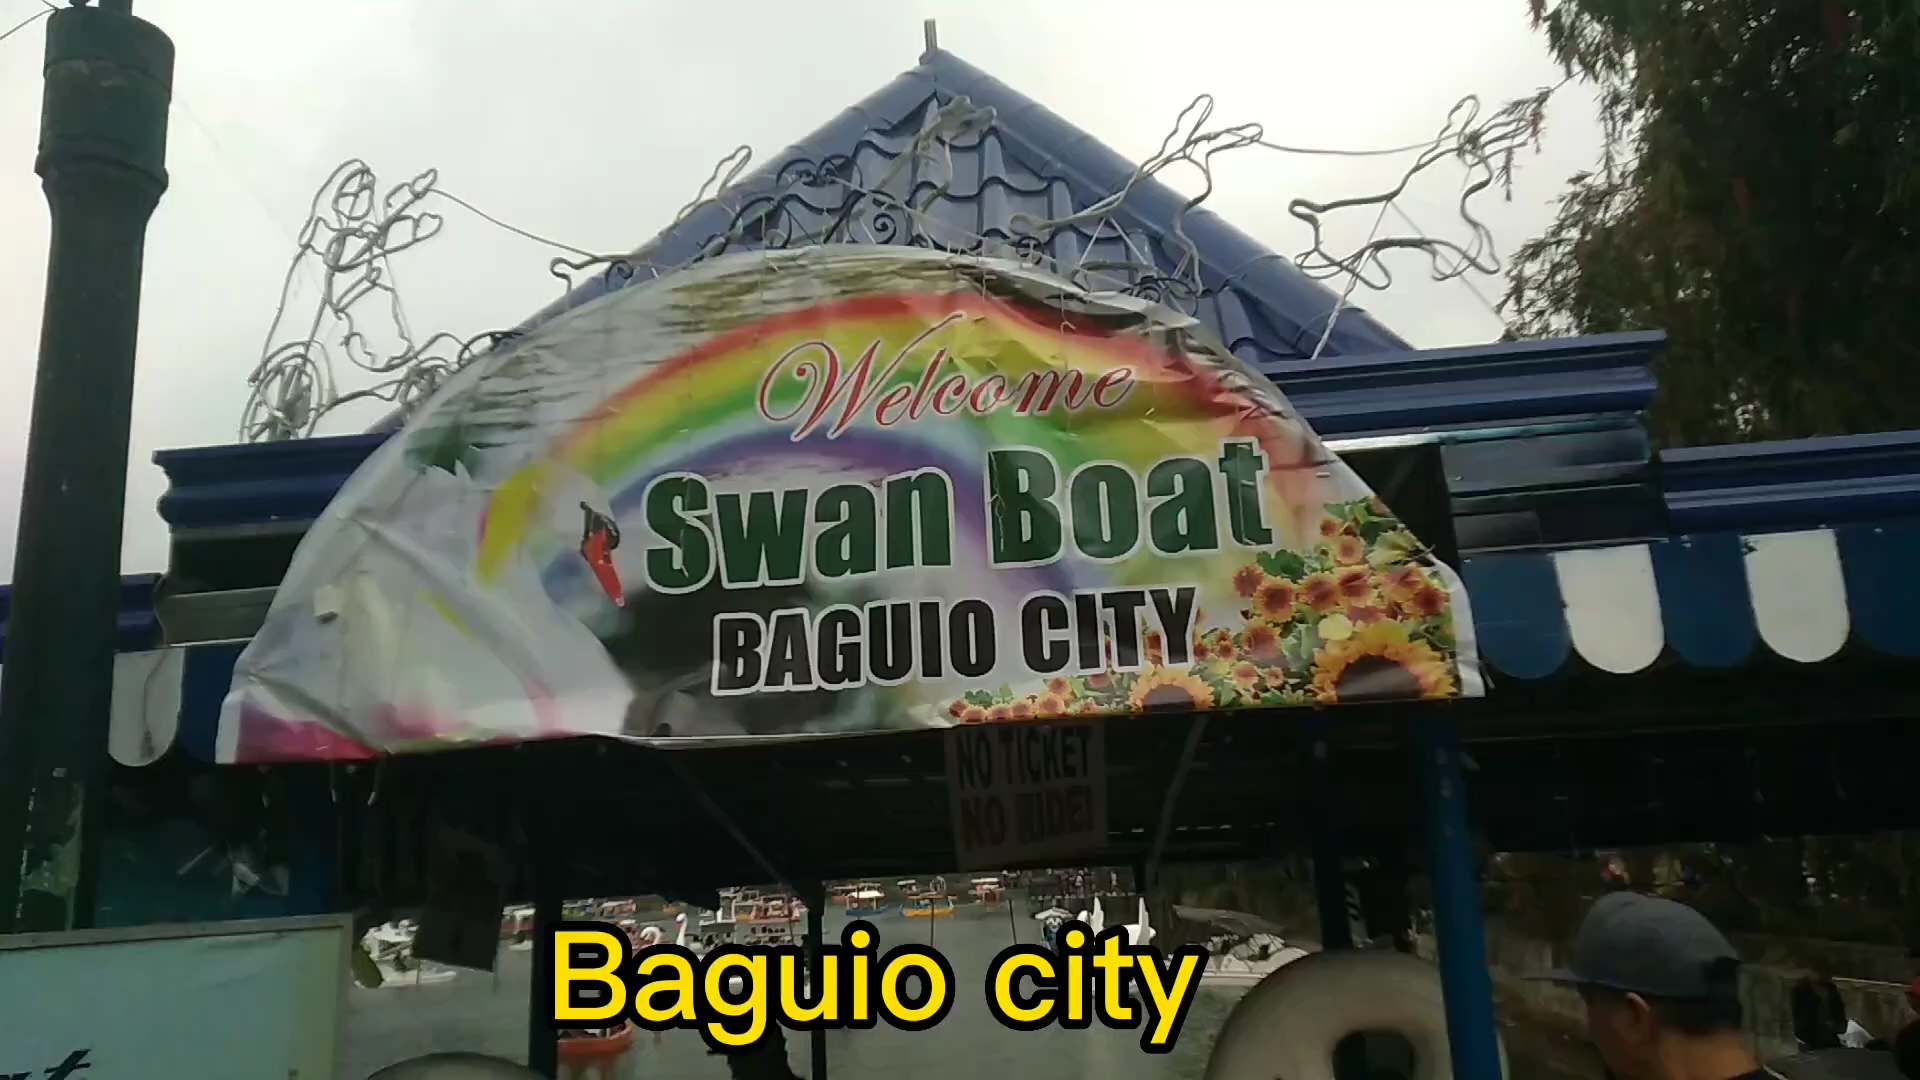 Welcome
Swan Boat
BAGUIO CITY
NO TICKET
NO RIDE!
Baguio city